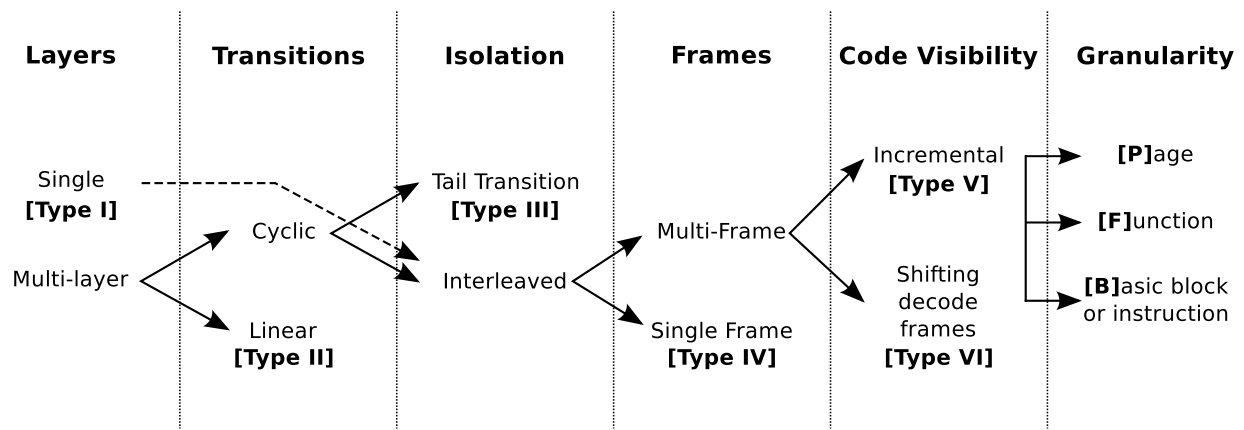 Layers
Transitions
Isolation
Frames
Code Visibility
Granularity
Single
[Type I]
Multi-layer
Cyclic
Linear
[Type II]
Tail Transition
[Type III]
Interleaved
Multi-Frame
Single Frame
[Type IV]
Incremental
[Type V]
Shifting
decode
frames
[Type VI]
[P]age
[F]unction
[B]asic block
or instruction